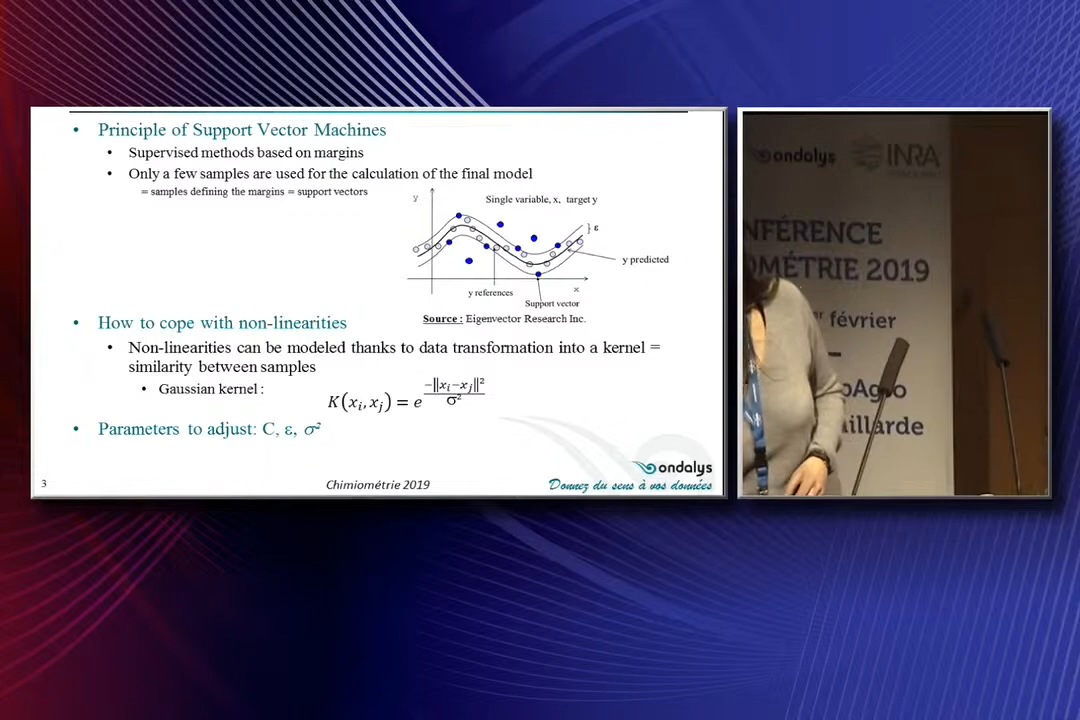 • Principle of Support Vector Machines
• Supervised methods based on margins
• Only a few samples are used for the calculation of the final model
= samples defining the margins = support vectors
y
Single variable, x, target y
} ε
y predicted
y references
x
Support vector
Source : Eigenvector Research Inc.
• How to cope with non-linearities
• Non-linearities can be modeled thanks to data transformation into a kernel =
similarity between samples
• Gaussian kernel :
K(xᵢ, xⱼ) = e^(−‖xᵢ−xⱼ‖²/σ²)
• Parameters to adjust: C, ε, σ²
ondalys
Donnez du sens à vos données
3
Chimiométrie 2019
ondalys
INRA
NFÉRENCE
OMÉTRIE 2019
février
illarde